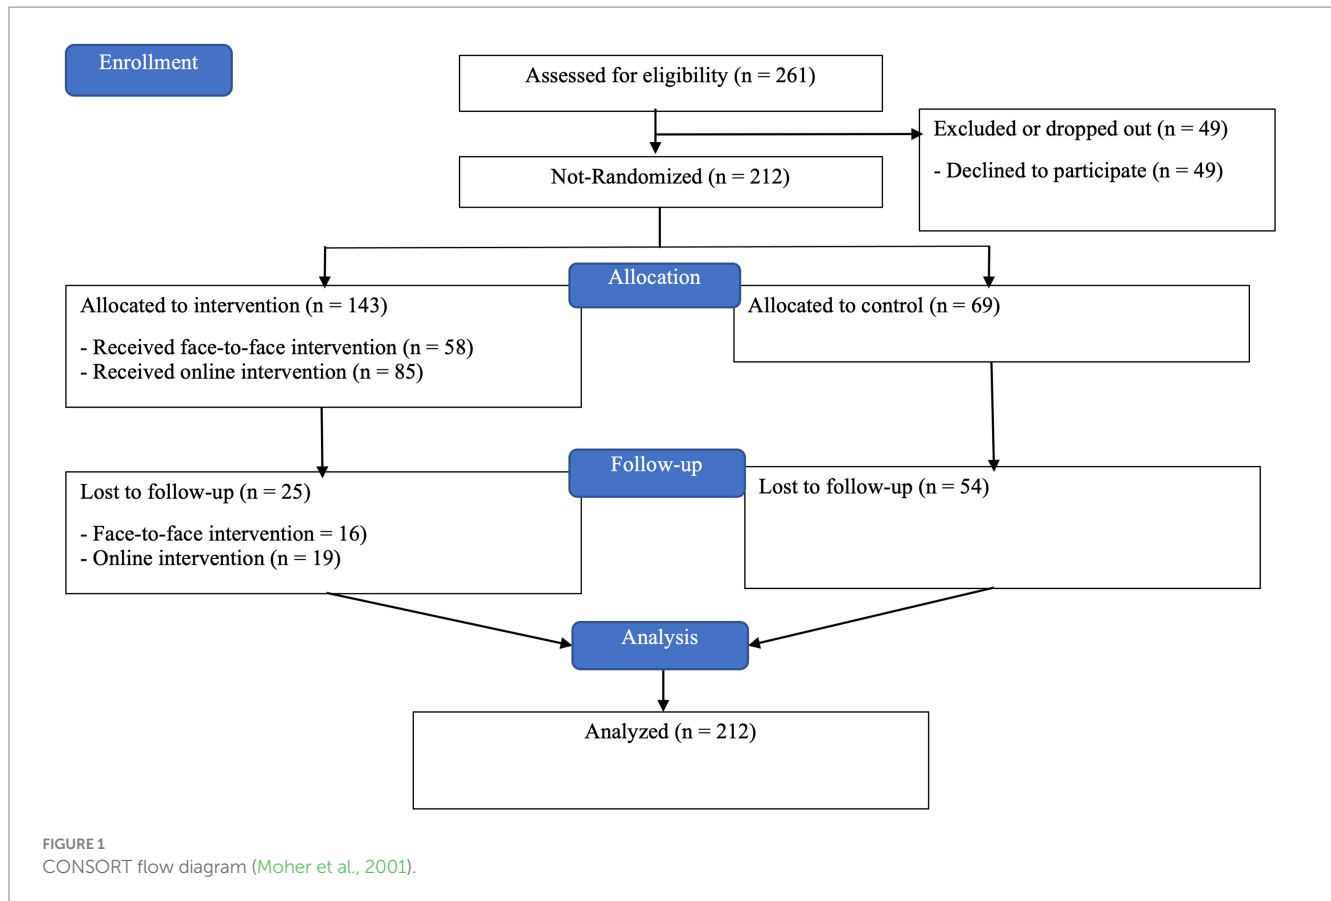 Enrollment
Assessed for eligibility (n = 261)
Excluded or dropped out (n = 49)
- Declined to participate (n = 49)
Not-Randomized (n = 212)
Allocation
Allocated to intervention (n = 143)
- Received face-to-face intervention (n = 58)
- Received online intervention (n = 85)
Allocated to control (n = 69)
Follow-up
Lost to follow-up (n = 25)
- Face-to-face intervention = 16)
- Online intervention (n = 19)
Lost to follow-up (n = 54)
Analysis
Analyzed (n = 212)
FIGURE 1
CONSORT flow diagram (Moher et al., 2001).